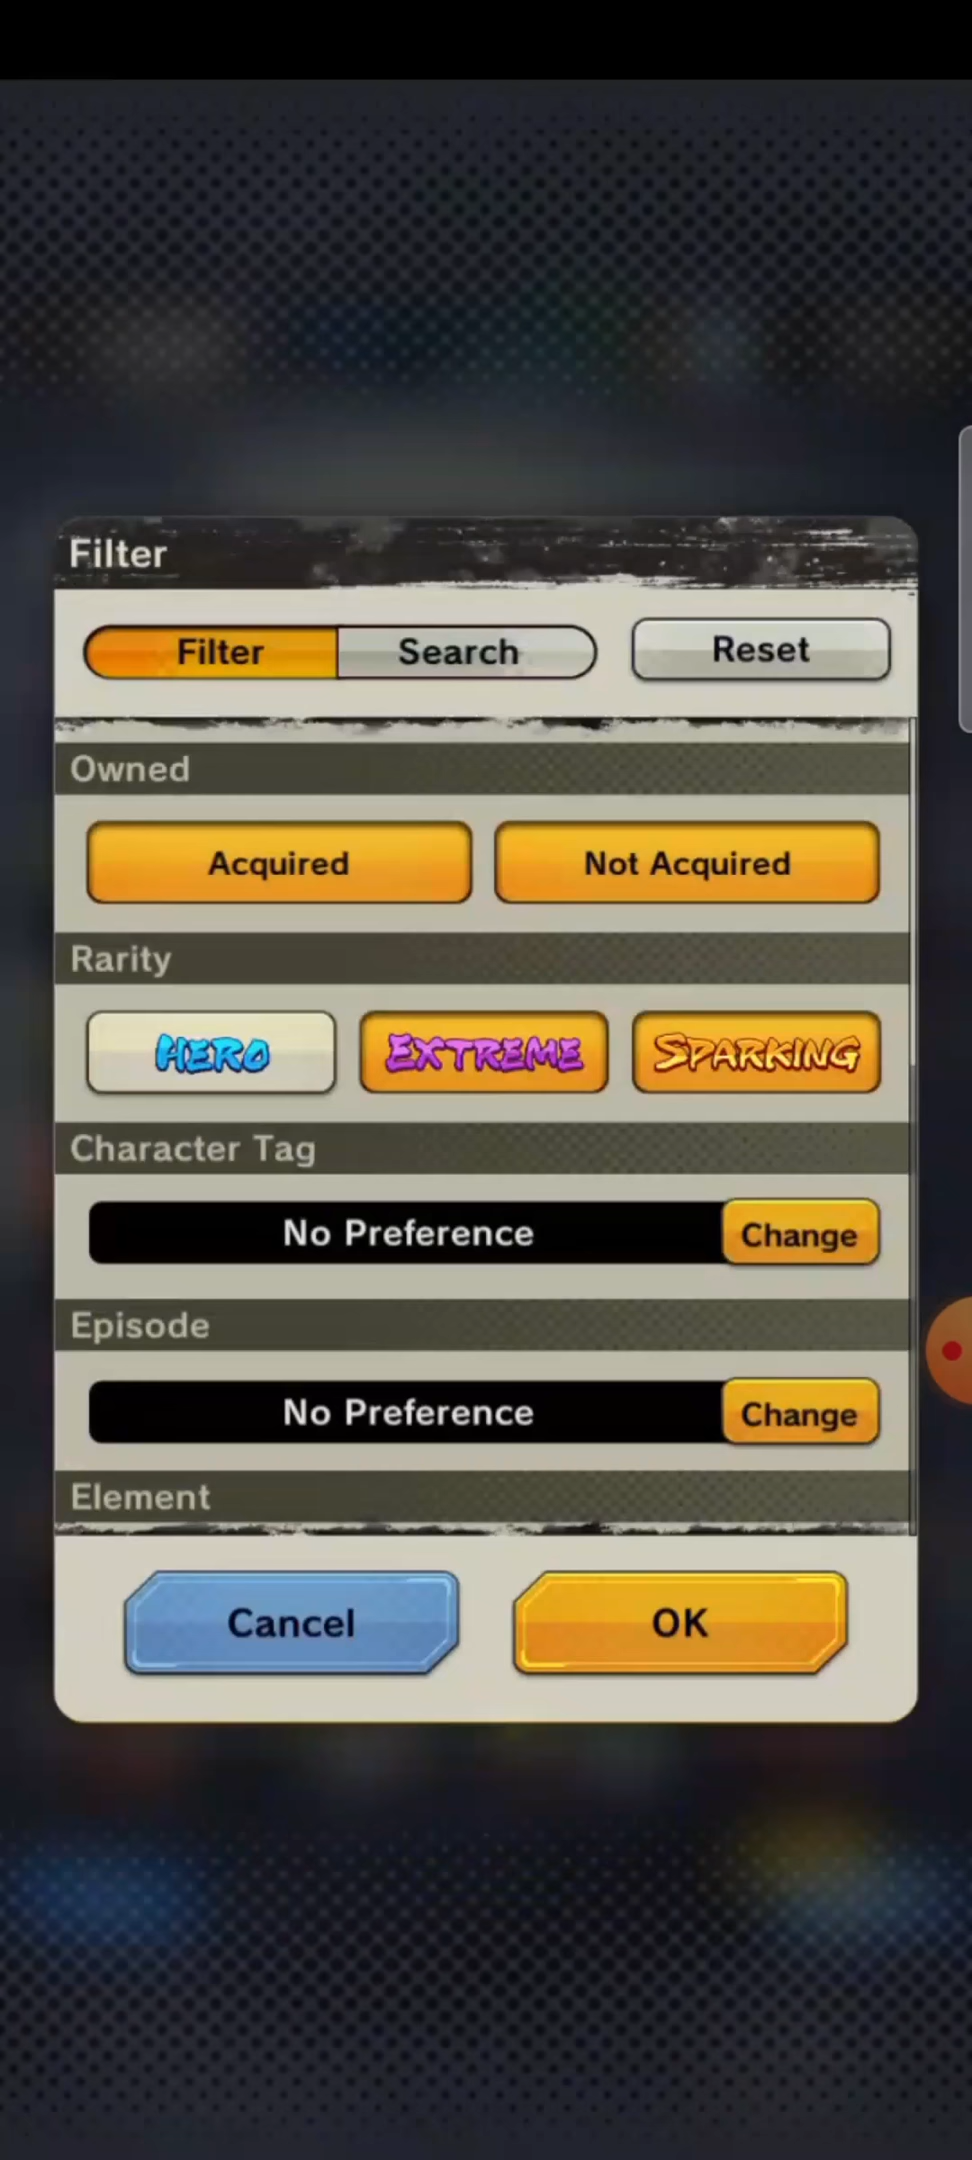 Filter
Filter Search Reset
Owned
Acquired Not Acquired
Rarity
HERO EXTREME SPARKING
Character Tag
No Preference Change
Episode
No Preference Change
Element
Cancel OK